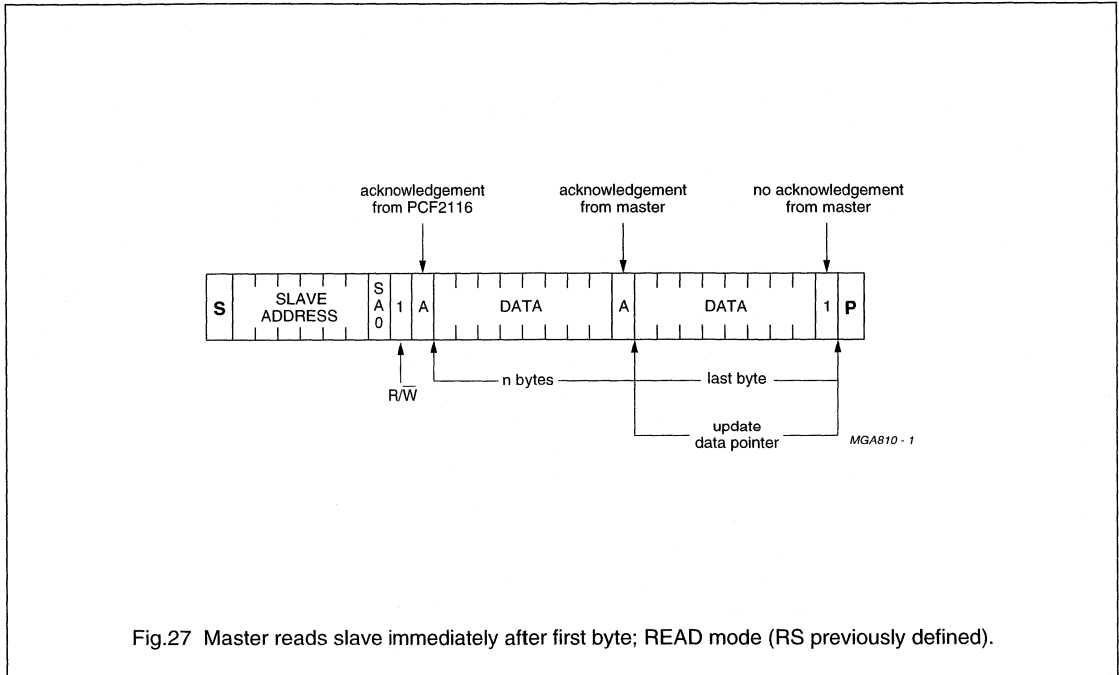 acknowledgement
from PCF2116
acknowledgement
from master
no acknowledgement
from master
S
SLAVE
ADDRESS
S
A
0
1
A
DATA
A
DATA
1
P
R/W̅
n bytes
last byte
update
data pointer
MGA810 - 1
Fig.27 Master reads slave immediately after first byte; READ mode (RS previously defined).